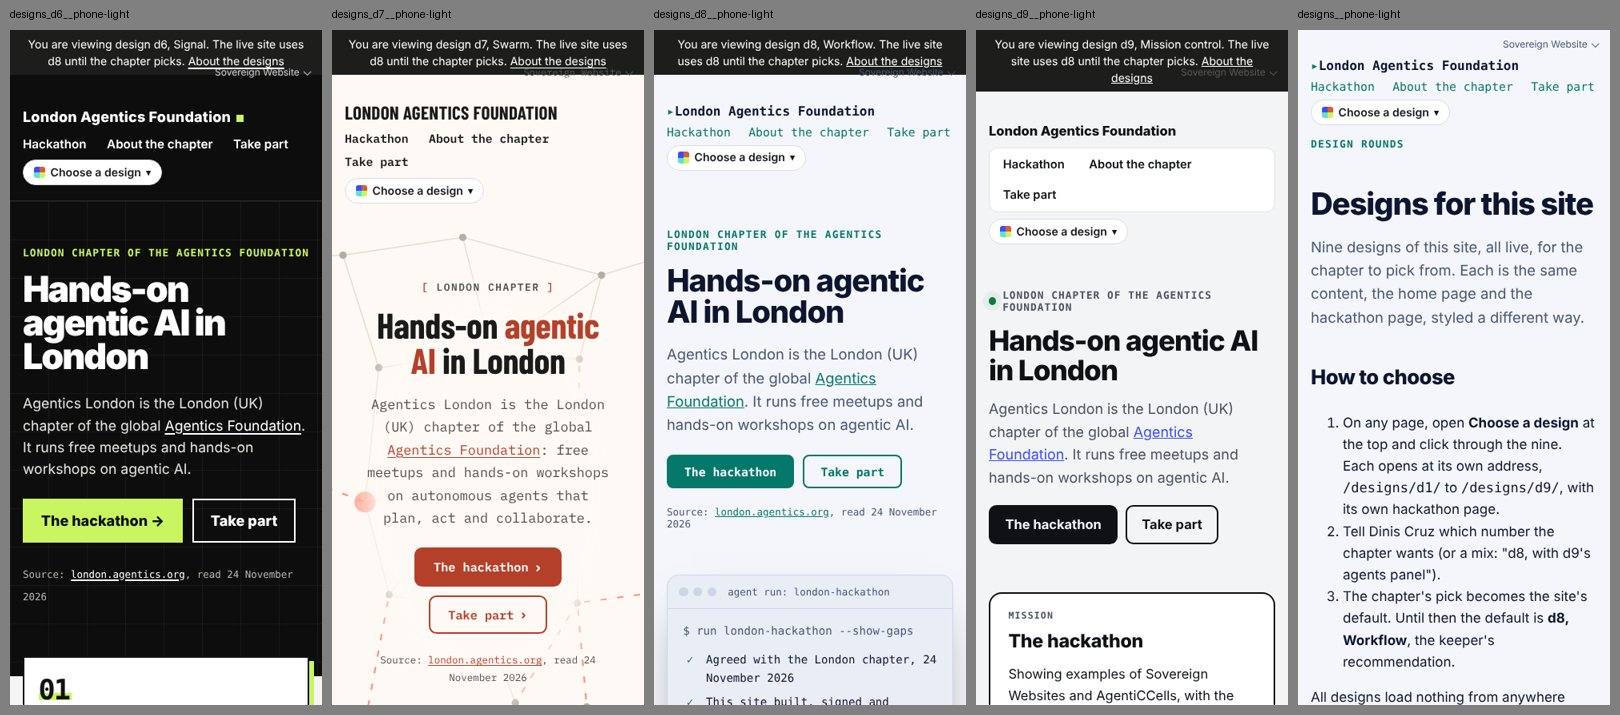 designs_d6__phone-light
You are viewing design d6, Signal. The live site uses
d8 until the chapter picks. About the designs
Sovereign Website
London Agentics Foundation
Hackathon About the chapter Take part
Choose a design ▾
LONDON CHAPTER OF THE AGENTICS FOUNDATION
Hands-on
agentic AI in
London
Agentics London is the London (UK)
chapter of the global Agentics Foundation.
It runs free meetups and hands-on
workshops on agentic AI.
The hackathon →
Take part
Source: london.agentics.org, read 24 November
2026
01
designs_d7__phone-light
You are viewing design d7, Swarm. The live site uses
d8 until the chapter picks. About the designs
Sovereign Website
LONDON AGENTICS FOUNDATION
Hackathon About the chapter
Take part
Choose a design ▾
[ LONDON CHAPTER ]
Hands-on agentic
AI in London
Agentics London is the London
(UK) chapter of the global
Agentics Foundation: free
meetups and hands-on workshops
on autonomous agents that
plan, act and collaborate.
The hackathon ›
Take part ›
Source: london.agentics.org, read 24
November 2026
designs_d8__phone-light
You are viewing design d8, Workflow. The live site
uses d8 until the chapter picks. About the designs
Sovereign Website
▸London Agentics Foundation
Hackathon About the chapter Take part
Choose a design ▾
LONDON CHAPTER OF THE AGENTICS
FOUNDATION
Hands-on agentic
AI in London
Agentics London is the London (UK)
chapter of the global Agentics
Foundation. It runs free meetups and
hands-on workshops on agentic AI.
The hackathon
Take part
Source: london.agentics.org, read 24 November
2026
agent run: london-hackathon
$ run london-hackathon --show-gaps
✓ Agreed with the London chapter, 24
November 2026
✓ This site built, signed and
designs_d9__phone-light
You are viewing design d9, Mission control. The live
site uses d8 until the chapter picks. About the
designs
Sovereign Website
London Agentics Foundation
Hackathon About the chapter
Take part
Choose a design ▾
LONDON CHAPTER OF THE AGENTICS
FOUNDATION
Hands-on agentic AI
in London
Agentics London is the London (UK)
chapter of the global Agentics
Foundation. It runs free meetups and
hands-on workshops on agentic AI.
The hackathon
Take part
MISSION
The hackathon
Showing examples of Sovereign
Websites and AgentiCCells, with the
designs__phone-light
Sovereign Website
▸London Agentics Foundation
Hackathon About the chapter Take part
Choose a design ▾
DESIGN ROUNDS
Designs for this site
Nine designs of this site, all live, for the
chapter to pick from. Each is the same
content, the home page and the
hackathon page, styled a different way.
How to choose
1. On any page, open Choose a design at
the top and click through the nine.
Each opens at its own address,
/designs/d1/ to /designs/d9/, with
its own hackathon page.
2. Tell Dinis Cruz which number the
chapter wants (or a mix: "d8, with d9's
agents panel").
3. The chapter's pick becomes the site's
default. Until then the default is d8,
Workflow, the keeper's
recommendation.
All designs load nothing from anywhere